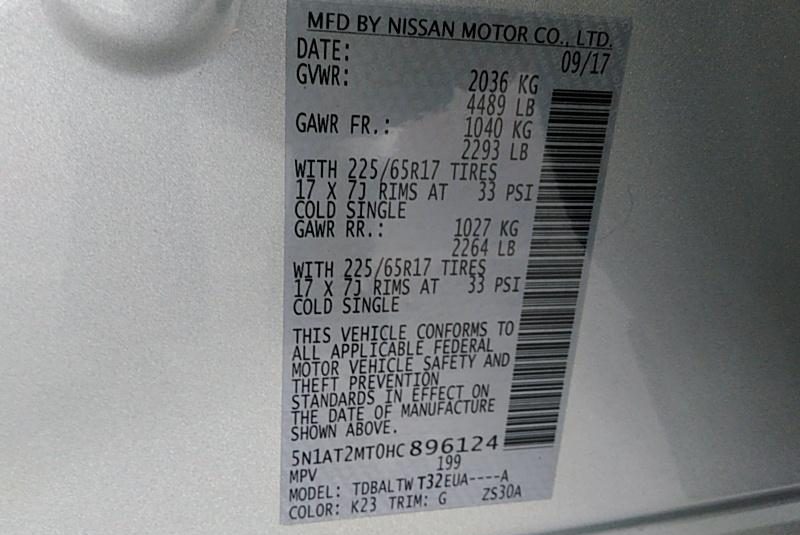 MFD BY NISSAN MOTOR CO., LTD.
DATE: 09/17
GVWR: 2036 KG
4489 LB
GAWR FR.: 1040 KG
2293 LB
WITH 225/65R17 TIRES
17 X 7J RIMS AT 33 PSI
COLD SINGLE
GAWR RR.: 1027 KG
2264 LB
WITH 225/65R17 TIRES
17 X 7J RIMS AT 33 PSI
COLD SINGLE
THIS VEHICLE CONFORMS TO
ALL APPLICABLE FEDERAL
MOTOR VEHICLE SAFETY AND
THEFT PREVENTION
STANDARDS IN EFFECT ON
THE DATE OF MANUFACTURE
SHOWN ABOVE.
5N1AT2MT0HC896124
MPV 199
MODEL: TDBALTWT32EUA----A
COLOR: K23 TRIM: G ZS30A